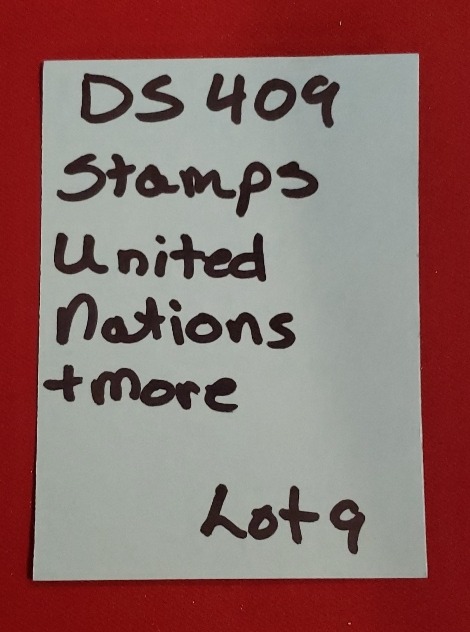 DS 409
Stamps
United
Nations
+more
Lot 9